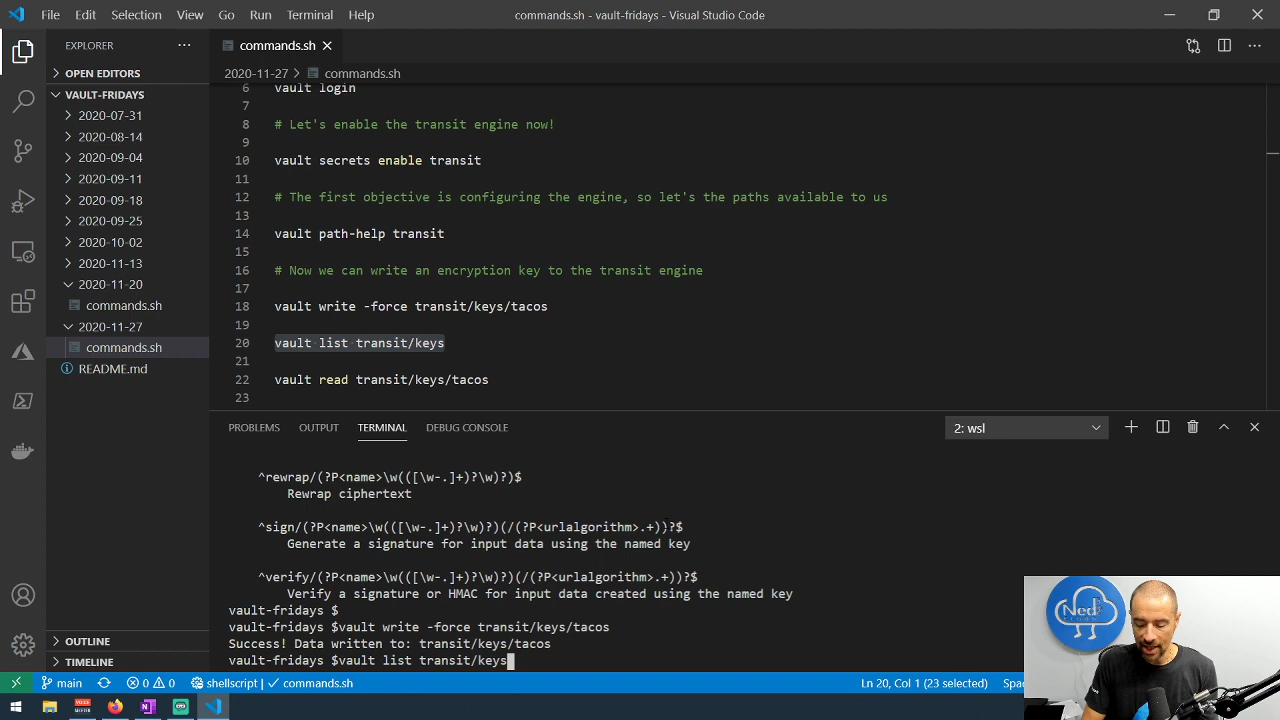 File Edit Selection View Go Run Terminal Help commands.sh - vault-fridays - Visual Studio Code
EXPLORER
OPEN EDITORS
VAULT-FRIDAYS
2020-07-31
2020-08-14
2020-09-04
2020-09-11
2020-09-18
2020-09-25
2020-10-02
2020-11-13
2020-11-20
commands.sh
2020-11-27
commands.sh
README.md
OUTLINE
TIMELINE
commands.sh
2020-11-27 > commands.sh
6 vault login
7
8 # Let's enable the transit engine now!
9
10 vault secrets enable transit
11
12 # The first objective is configuring the engine, so let's the paths available to us
13
14 vault path-help transit
15
16 # Now we can write an encryption key to the transit engine
17
18 vault write -force transit/keys/tacos
19
20 vault list transit/keys
21
22 vault read transit/keys/tacos
23
PROBLEMS OUTPUT TERMINAL DEBUG CONSOLE 2: wsl
^rewrap/(?P<name>\w(([\w-.]+)?\w)?)$
Rewrap ciphertext
^sign/(?P<name>\w(([\w-.]+)?\w)?)(/(?P<urlalgorithm>.+))?$
Generate a signature for input data using the named key
^verify/(?P<name>\w(([\w-.]+)?\w)?)(/(?P<urlalgorithm>.+))?$
Verify a signature or HMAC for input data created using the named key
vault-fridays $
vault-fridays $vault write -force transit/keys/tacos
Success! Data written to: transit/keys/tacos
vault-fridays $vault list transit/keys
main 0 0 shellscript | ✓ commands.sh Ln 20, Col 1 (23 selected)